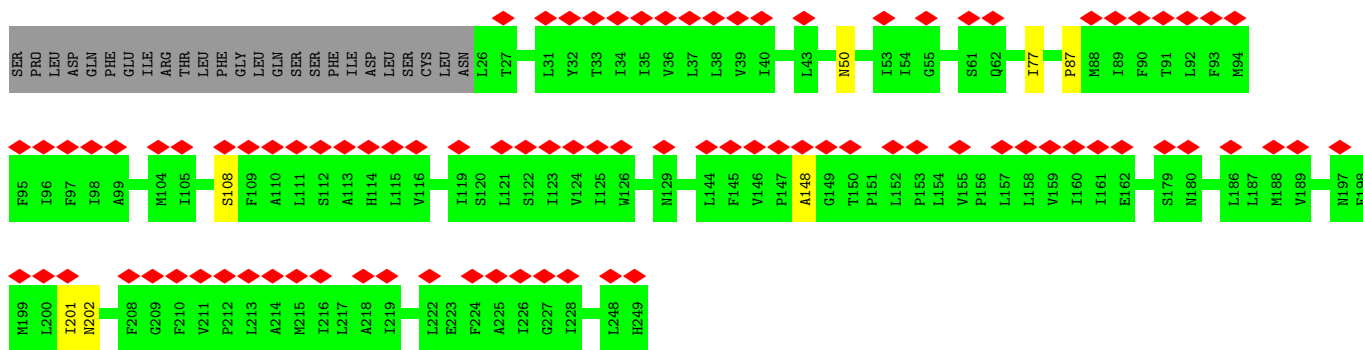 SER PRO LEU ASP GLN PHE GLU ILE ARG THR LEU PHE GLY LEU GLN SER SER PHE ILE ASP LEU SER CYS LEU ASN L26 T27 L31 Y32 T33 I34 I35 V36 L37 L38 V39 I40 L43 N50 I53 I54 G55 S61 Q62 I77 P87 M88 I89 F90 T91 L92 F93 M94
F95 I96 F97 I98 A99 M104 I105 S108 F109 A110 L111 S112 A113 H114 L115 V116 I119 S120 L121 S122 I123 V124 I125 W126 N129 L144 F145 V146 P147 A148 G149 T150 P151 L152 P153 L154 V155 P156 L157 L158 V159 I160 I161 E162 S179 N180 L186 L187 M188 V189 N197 E198
M199 L200 I201 N202 F208 G209 F210 V211 P212 L213 A214 M215 I216 L217 A218 I219 L222 E223 F224 A225 I226 G227 I228 L248 H249